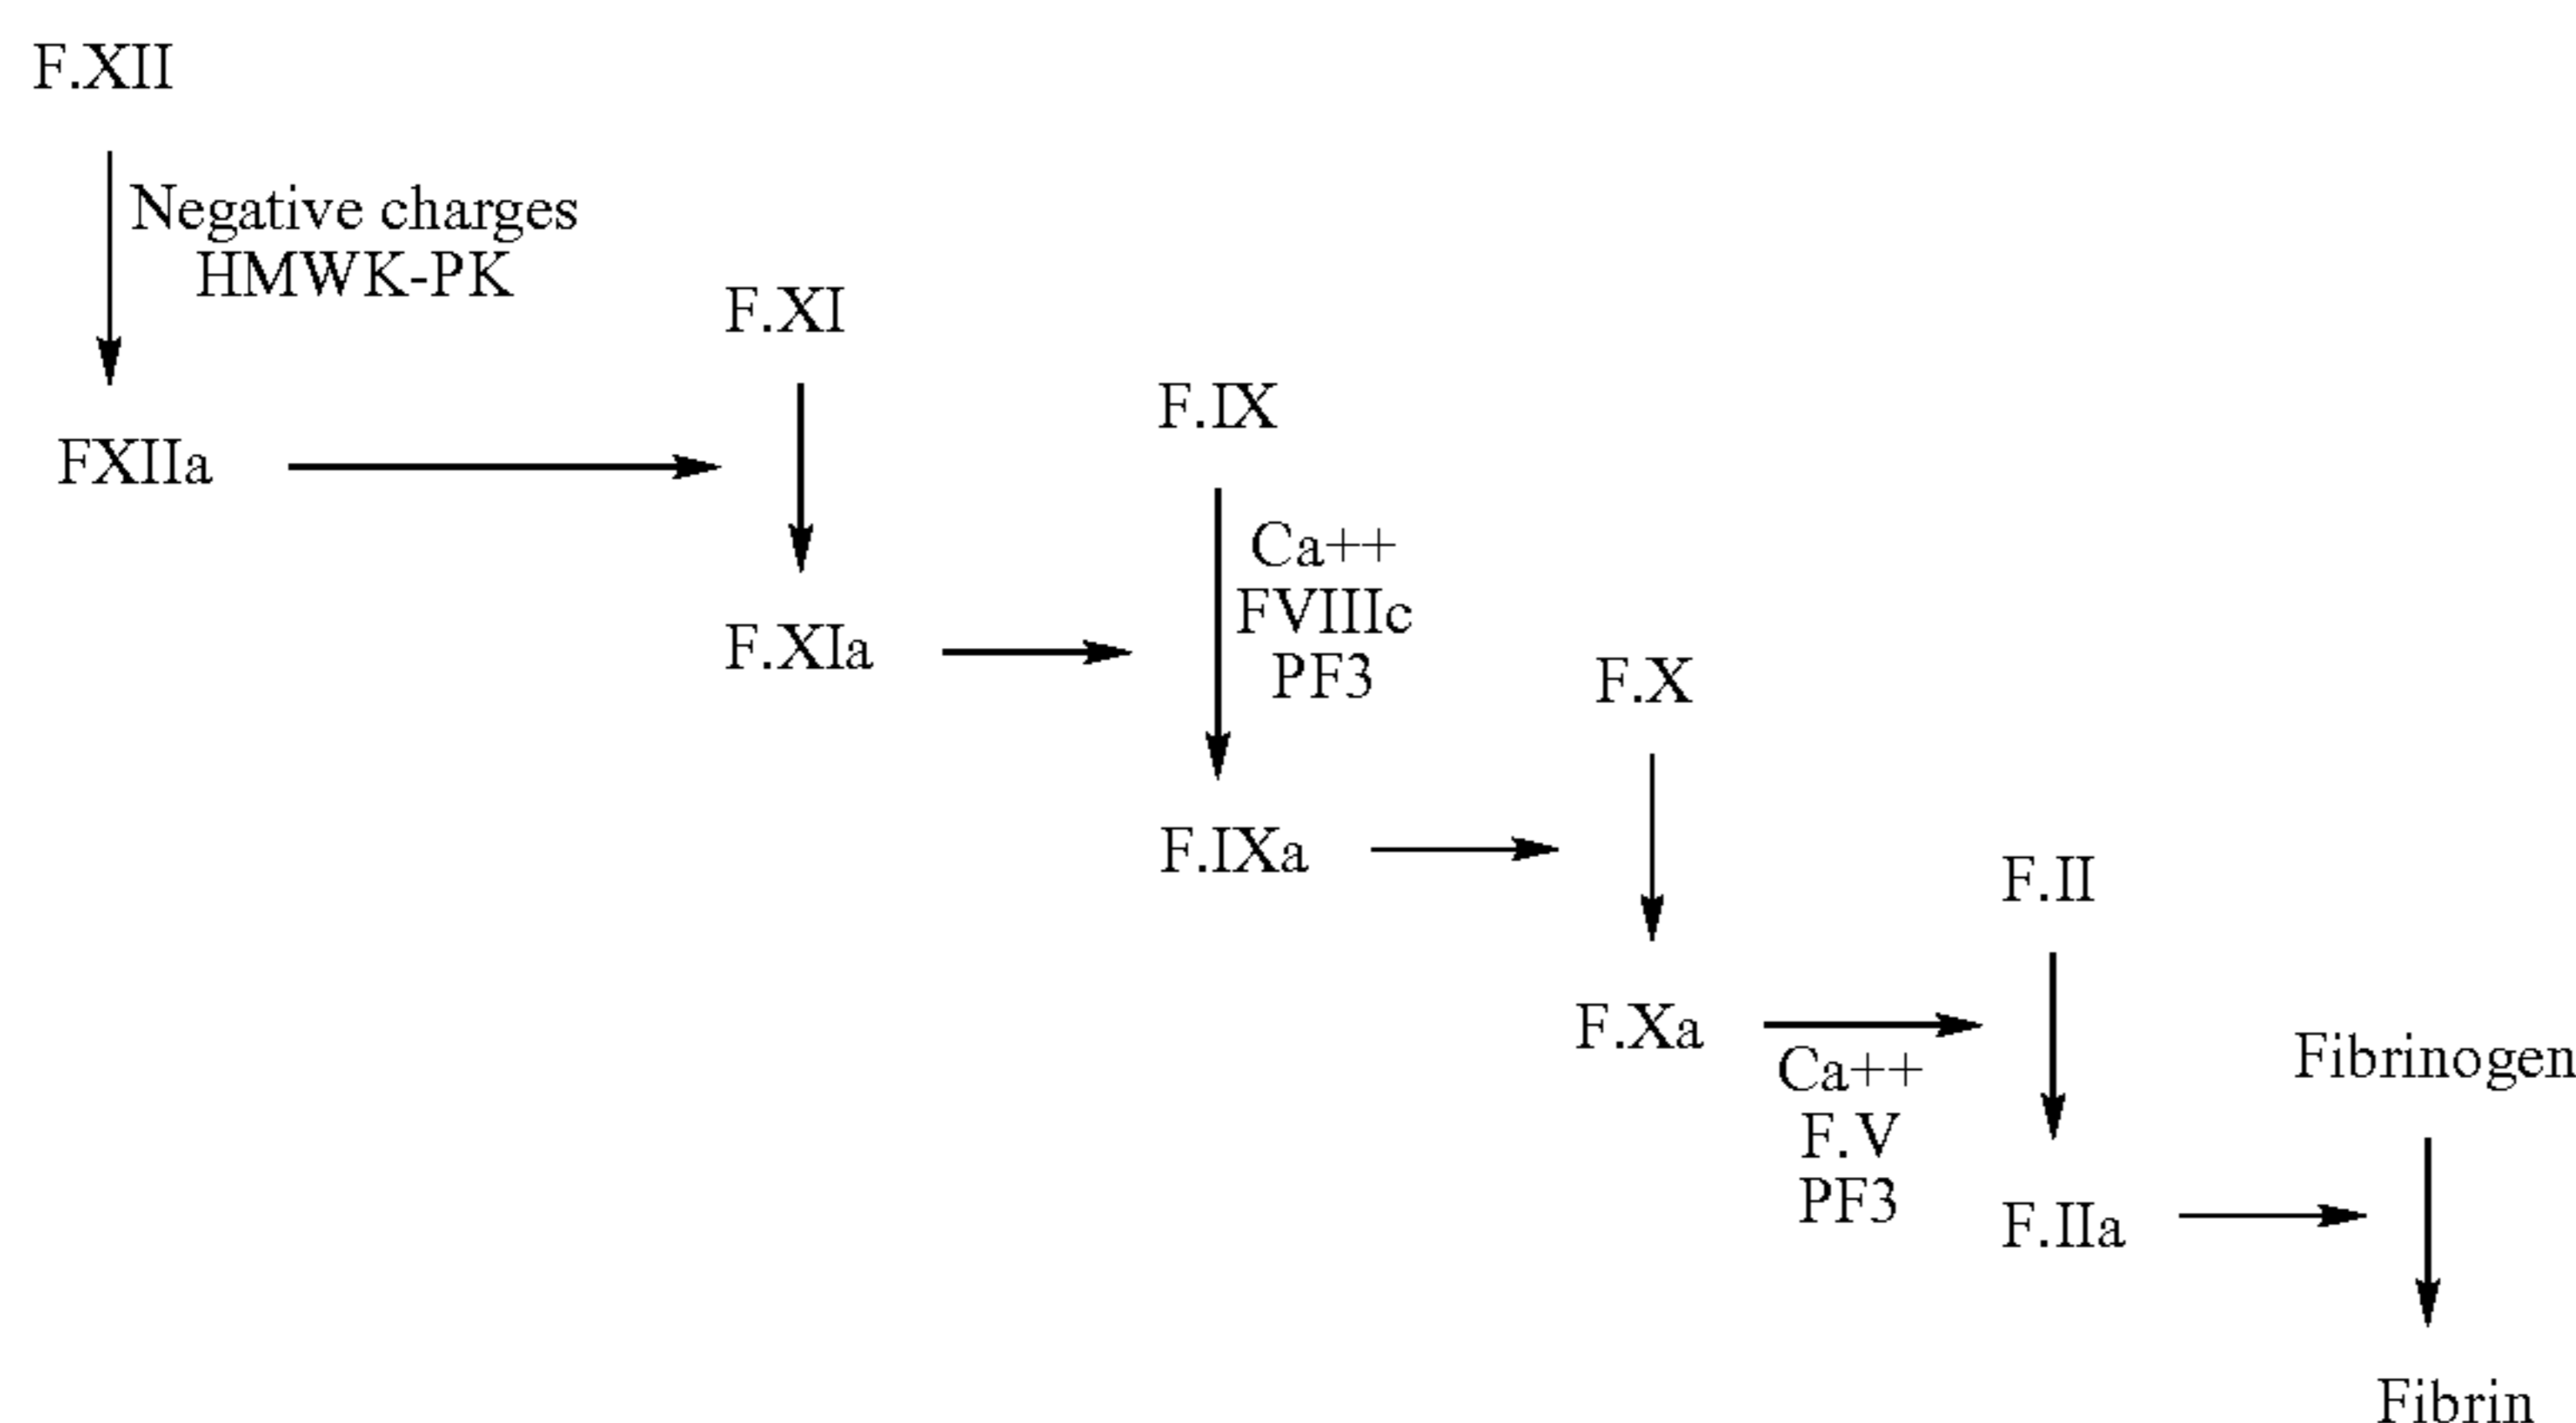 F.XII
Negative charges
HMWK-PK
FXIIa
F.XI
F.XIa
F.IX
Ca++
FVIIIc
PF3
F.IXa
F.X
F.Xa
Ca++
F.V
PF3
F.II
F.IIa
Fibrinogen
Fibrin